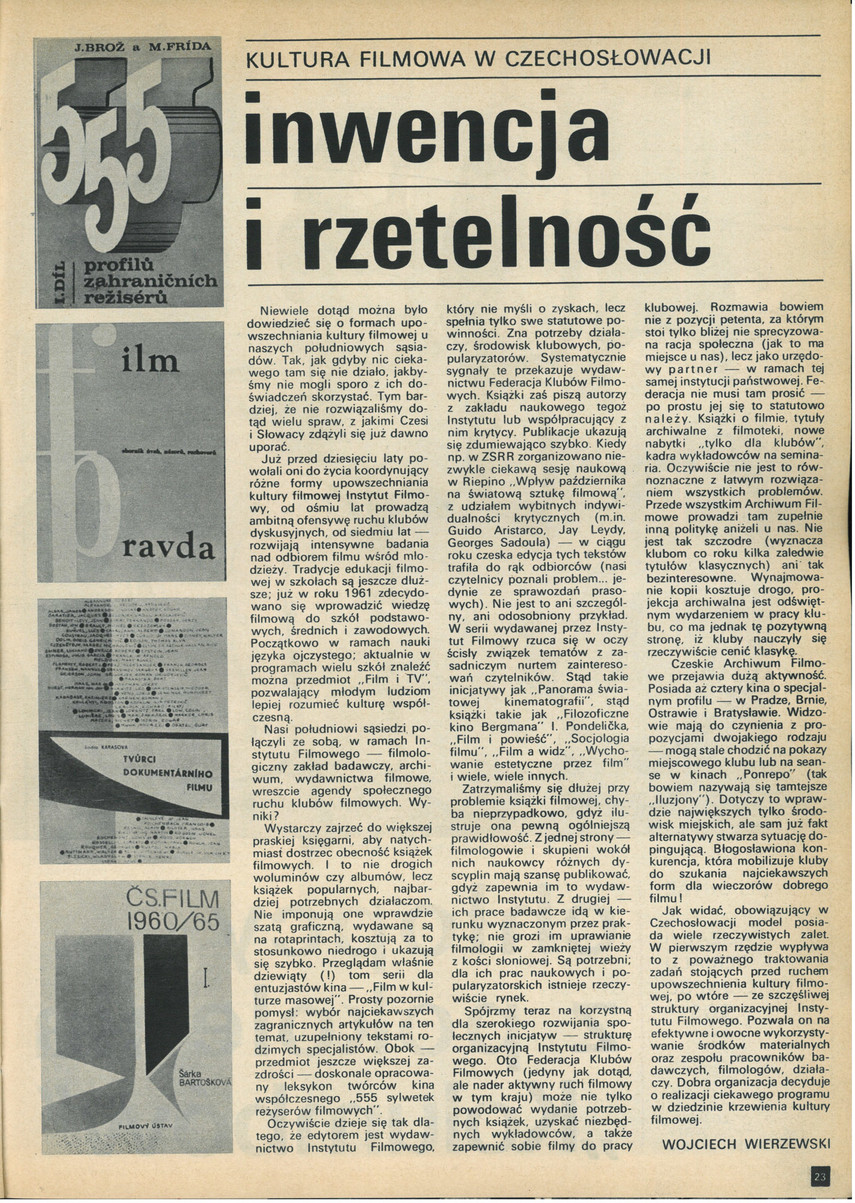 J.BROŽ a M.FRÍDA
555
I.DÍL
profilů
zahraničních
režisérů
film
sborník úvah, názorů, rozhovorů
pravda
KARASOVÁ
TVŮRCI
DOKUMENTÁRNÍHO
FILMU
ČS.FILM
1960/65
I.
Šárka
BARTOŠKOVÁ
FILMOVÝ ÚSTAV
KULTURA FILMOWA W CZECHOSŁOWACJI
inwencja
i rzetelność
Niewiele dotąd można było
dowiedzieć się o formach upo-
wszechniania kultury filmowej u
naszych południowych sąsia-
dów. Tak, jak gdyby nic cieka-
wego tam się nie działo, jakby-
śmy nie mogli sporo z ich do-
świadczeń skorzystać. Tym bar-
dziej, że nie rozwiązaliśmy do-
tąd wielu spraw, z jakimi Czesi
i Słowacy zdążyli się już dawno
uporać.
Już przed dziesięciu laty po-
wołali oni do życia koordynujący
różne formy upowszechniania
kultury filmowej Instytut Filmo-
wy, od ośmiu lat prowadzą
ambitną ofensywę ruchu klubów
dyskusyjnych, od siedmiu lat —
rozwijają intensywne badania
nad odbiorem filmu wśród mło-
dzieży. Tradycje edukacji filmo-
wej w szkołach są jeszcze dłuż-
sze; już w roku 1961 zdecydo-
wano się wprowadzić wiedzę
filmową do szkół podstawo-
wych, średnich i zawodowych.
Początkowo w ramach nauki
języka ojczystego; aktualnie w
programach wielu szkół znaleźć
można przedmiot „Film i TV",
pozwalający młodym ludziom
lepiej rozumieć kulturę współ-
czesną.
Nasi południowi sąsiedzi po-
łączyli ze sobą, w ramach In-
stytutu Filmowego — filmolo-
giczny zakład badawczy, archi-
wum, wydawnictwa filmowe,
wreszcie agendy społecznego
ruchu klubów filmowych. Wy-
niki?
Wystarczy zajrzeć do większej
praskiej księgarni, aby natych-
miast dostrzec obecność książek
filmowych. I to nie drogich
woluminów czy albumów, lecz
książek popularnych, najbar-
dziej potrzebnych działaczom.
Nie imponują one wprawdzie
szatą graficzną, wydawane są
na rotaprintach, kosztują za to
stosunkowo niedrogo i ukazują
się szybko. Przeglądam właśnie
dziewiąty (!) tom serii dla
entuzjastów kina — „Film w kul-
turze masowej". Prosty pozornie
pomysł: wybór najciekawszych
zagranicznych artykułów na ten
temat, uzupełniony tekstami ro-
dzimych specjalistów. Obok —
przedmiot jeszcze większej za-
zdrości — doskonale opracowa-
ny leksykon twórców kina
współczesnego „555 sylwetek
reżyserów filmowych".
Oczywiście dzieje się tak dla-
tego, że edytorem jest wydaw-
nictwo Instytutu Filmowego,
który nie myśli o zyskach, lecz
spełnia tylko swe statutowe po-
winności. Zna potrzeby działa-
czy, środowisk klubowych, po-
pularyzatorów. Systematycznie
sygnały te przekazuje wydaw-
nictwu Federacja Klubów Filmo-
wych. Książki zaś piszą autorzy
z zakładu naukowego tegoż
Instytutu lub współpracujący z
nim krytycy. Publikacje ukazują
się zdumiewająco szybko. Kiedy
np. w ZSRR zorganizowano nie-
zwykle ciekawą sesję naukową
w Riepino „Wpływ października
na światową sztukę filmową",
z udziałem wybitnych indywi-
dualności krytycznych (m.in.
Guido Aristarco, Jay Leydy,
Georges Sadoula) — w ciągu
roku czeska edycja tych tekstów
trafiła do rąk odbiorców (nasi
czytelnicy poznali problem... je-
dynie ze sprawozdań praso-
wych). Nie jest to ani szczegól-
ny, ani odosobniony przykład.
W serii wydawanej przez Insty-
tut Filmowy rzuca się w oczy
ścisły związek tematów z za-
sadniczym nurtem zaintereso-
wań czytelników. Stąd takie
inicjatywy jak „Panorama świa-
towej kinematografii", stąd
książki takie jak „Filozoficzne
kino Bergmana" I. Pondelička,
„Film i powieść", „Socjologia
filmu", „Film a widz", „Wycho-
wanie estetyczne przez film"
i wiele, wiele innych.
Zatrzymaliśmy się dłużej przy
problemie książki filmowej, chy-
ba nieprzypadkowo, gdyż ilu-
struje ona pewną ogólniejszą
prawidłowość. Z jednej strony —
filmologowie i skupieni wokół
nich naukowcy różnych dy-
scyplin mają szansę publikować,
gdyż zapewnia im to wydaw-
nictwo Instytutu. Z drugiej —
ich prace badawcze idą w kie-
runku wyznaczonym przez prak-
tykę; nie grozi im uprawianie
filmologii w zamkniętej wieży
z kości słoniowej. Są potrzebni;
dla ich prac naukowych i po-
pularyzatorskich istnieje rzeczy-
wiście rynek.
Spójrzmy teraz na korzystną
dla szerokiego rozwijania spo-
łecznych inicjatyw — strukturę
organizacyjną Instytutu Filmo-
wego. Oto Federacja Klubów
Filmowych (jedyny jak dotąd,
ale nader aktywny ruch filmowy
w tym kraju) może nie tylko
powodować wydanie potrzeb-
nych książek, uzyskać niezbęd-
nych wykładowców, a także
zapewnić sobie filmy do pracy
klubowej. Rozmawia bowiem
nie z pozycji petenta, za którym
stoi tylko bliżej nie sprecyzowa-
na racja społeczna (jak to ma
miejsce u nas), lecz jako urzędo-
wy partner — w ramach tej
samej instytucji państwowej. Fe-
deracja nie musi tam prosić —
po prostu jej się to statutowo
należy. Książki o filmie, tytuły
archiwalne z filmoteki, nowe
nabytki „tylko dla klubów",
kadra wykładowców na semina-
ria. Oczywiście nie jest to rów-
noznaczne z łatwym rozwiąza-
niem wszystkich problemów.
Przede wszystkim Archiwum Fil-
mowe prowadzi tam zupełnie
inną politykę aniżeli u nas. Nie
jest tak szczodre (wyznacza
klubom co roku kilka zaledwie
tytułów klasycznych) ani tak
bezinteresowne. Wynajmowa-
nie kopii kosztuje drogo, pro-
jekcja archiwalna jest odświęt-
nym wydarzeniem w pracy klu-
bu, co ma jednak tę pozytywną
stronę, iż kluby nauczyły się
rzeczywiście cenić klasykę.
Czeskie Archiwum Filmo-
we przejawia dużą aktywność.
Posiada aż cztery kina o specjal-
nym profilu — w Pradze, Brnie,
Ostrawie i Bratysławie. Widzo-
wie mają do czynienia z pro-
pozycjami dwojakiego rodzaju
— mogą stale chodzić na pokazy
miejscowego klubu lub na sean-
se w kinach „Ponrepo" (tak
bowiem nazywają się tamtejsze
„Iluzjony"). Dotyczy to wpraw-
dzie największych tylko środo-
wisk miejskich, ale sam już fakt
alternatywy stwarza sytuację do-
pingującą. Błogosławiona kon-
kurencja, która mobilizuje kluby
do szukania najciekawszych
form dla wieczorów dobrego
filmu!
Jak widać, obowiązujący w
Czechosłowacji model posia-
da wiele rzeczywistych zalet.
W pierwszym rzędzie wypływa
to z poważnego traktowania
zadań stojących przed ruchem
upowszechnienia kultury filmo-
wej, po wtóre — ze szczęśliwej
struktury organizacyjnej Insty-
tutu Filmowego. Pozwala on na
efektywne i owocne wykorzysty-
wanie środków materialnych
oraz zespołu pracowników ba-
dawczych, filmologów, działa-
czy. Dobra organizacja decyduje
o realizacji ciekawego programu
w dziedzinie krzewienia kultury
filmowej.
WOJCIECH WIERZEWSKI
23